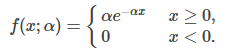 f(x; α) = { αe^{-αx}  x ≥ 0,
0  x < 0.